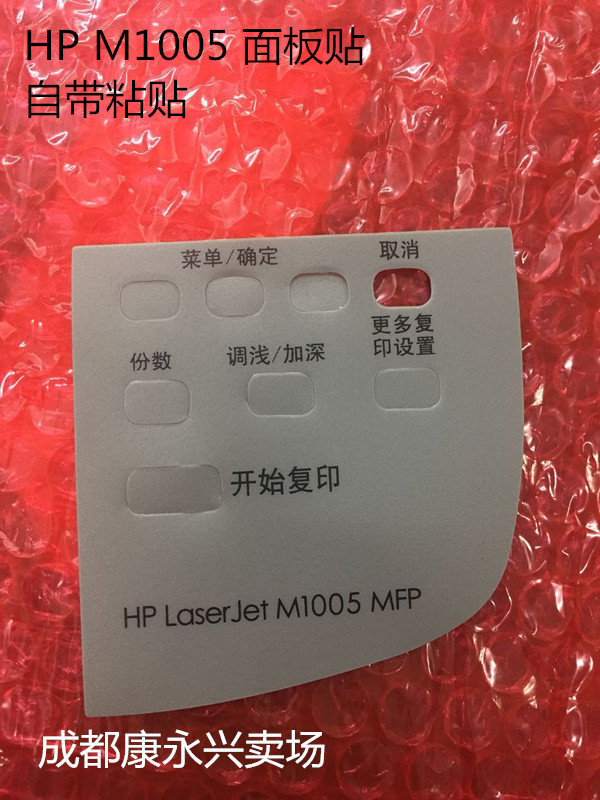 HP M1005 面板贴
自带粘贴
菜单/确定
取消
更多复
印设置
份数
调浅/加深
开始复印
HP LaserJet M1005 MFP
成都康永兴卖场